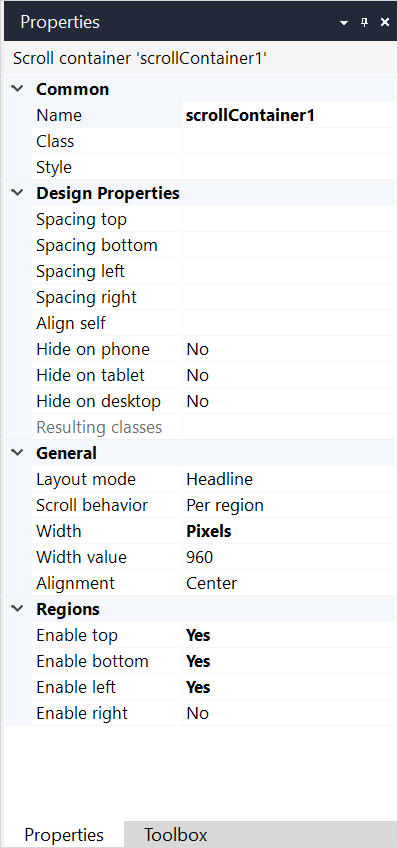 Properties
Scroll container 'scrollContainer1'
Common
Name scrollContainer1
Class
Style
Design Properties
Spacing top
Spacing bottom
Spacing left
Spacing right
Align self
Hide on phone No
Hide on tablet No
Hide on desktop No
Resulting classes
General
Layout mode Headline
Scroll behavior Per region
Width Pixels
Width value 960
Alignment Center
Regions
Enable top Yes
Enable bottom Yes
Enable left Yes
Enable right No
Properties Toolbox